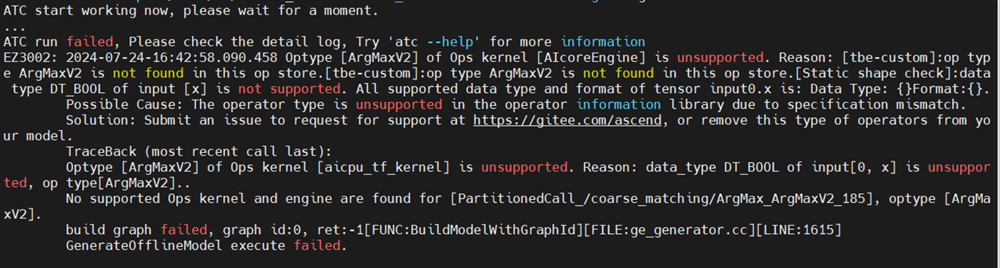 ATC start working now, please wait for a moment.
...
ATC run failed, Please check the detail log, Try 'atc --help' for more information
EZ3002: 2024-07-24-16:42:58.090.458 Optype [ArgMaxV2] of Ops kernel [AIcoreEngine] is unsupported. Reason: [tbe-custom]:op typ
e ArgMaxV2 is not found in this op store.[tbe-custom]:op type ArgMaxV2 is not found in this op store.[Static shape check]:data
type DT_BOOL of input [x] is not supported. All supported data type and format of tensor input0.x is: Data Type: {}Format:{}.
Possible Cause: The operator type is unsupported in the operator information library due to specification mismatch.
Solution: Submit an issue to request for support at https://gitee.com/ascend, or remove this type of operators from yo
ur model.
TraceBack (most recent call last):
Optype [ArgMaxV2] of Ops kernel [aicpu_tf_kernel] is unsupported. Reason: data_type DT_BOOL of input[0, x] is unsuppor
ted, op type[ArgMaxV2]..
No supported Ops kernel and engine are found for [PartitionedCall_/coarse_matching/ArgMax_ArgMaxV2_185], optype [ArgMa
xV2].
build graph failed, graph id:0, ret:-1[FUNC:BuildModelWithGraphId][FILE:ge_generator.cc][LINE:1615]
GenerateOfflineModel execute failed.